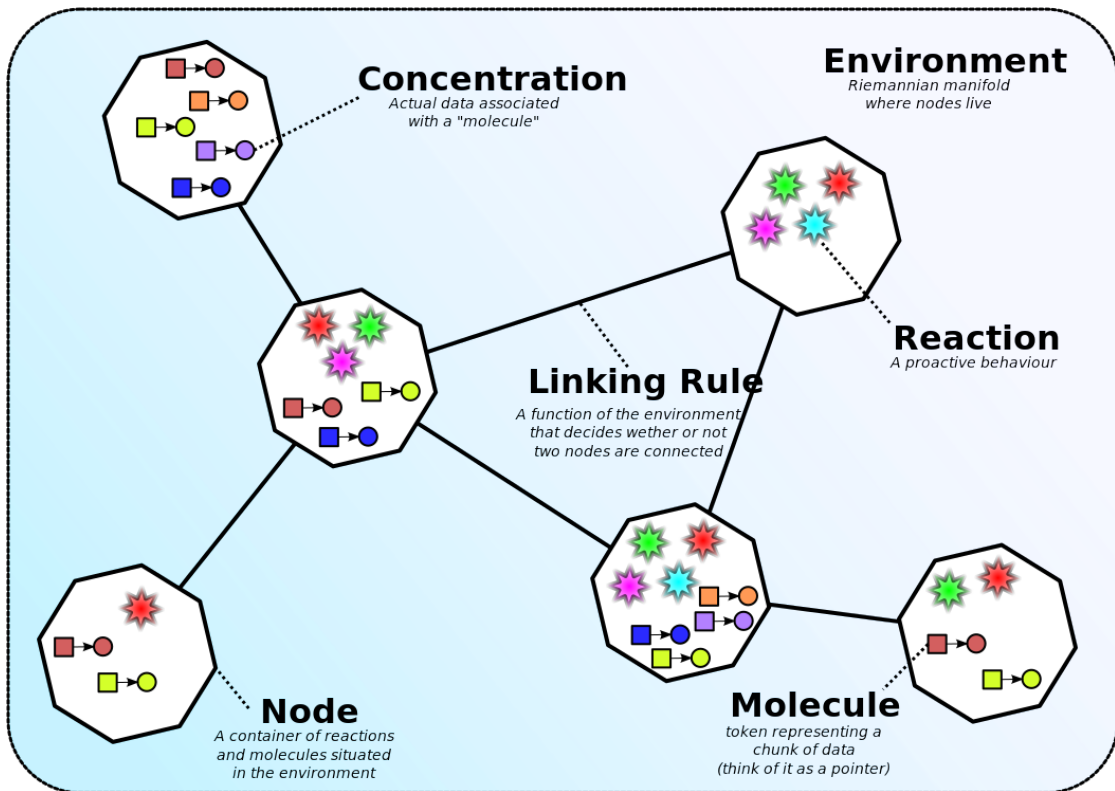 Concentration
Actual data associated
with a "molecule"
Environment
Riemannian manifold
where nodes live
Reaction
A proactive behaviour
Linking Rule
A function of the environment
that decides wether or not
two nodes are connected
Node
A container of reactions
and molecules situated
in the environment
Molecule
token representing a
chunk of data
(think of it as a pointer)